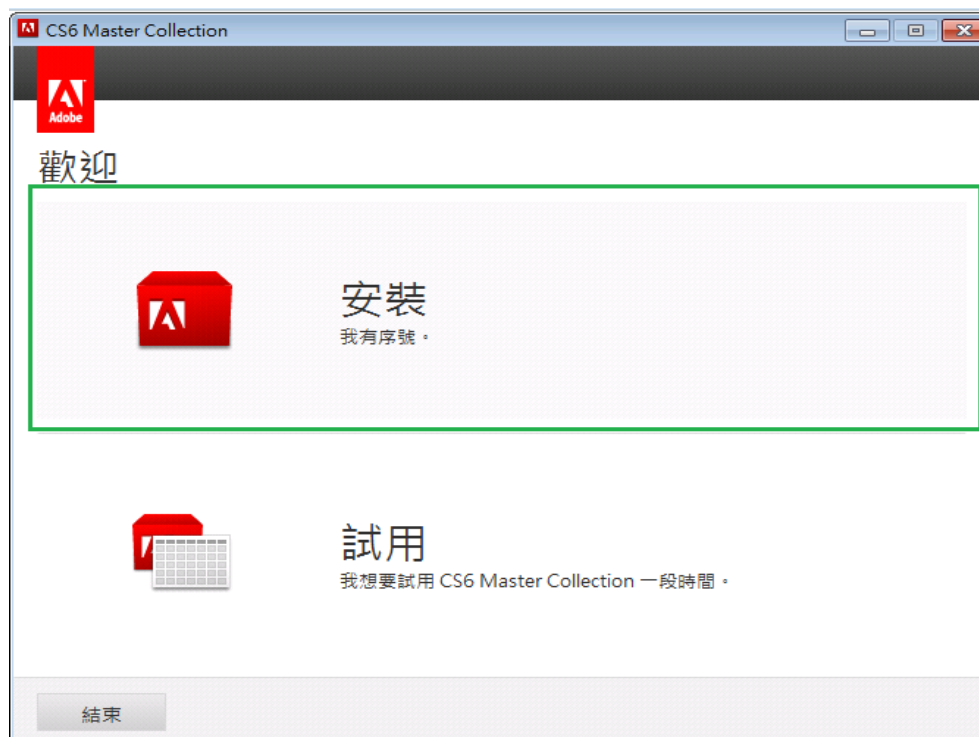 CS6 Master Collection
Adobe
歡迎
安裝
我有序號。
試用
我想要試用 CS6 Master Collection 一段時間。
結束